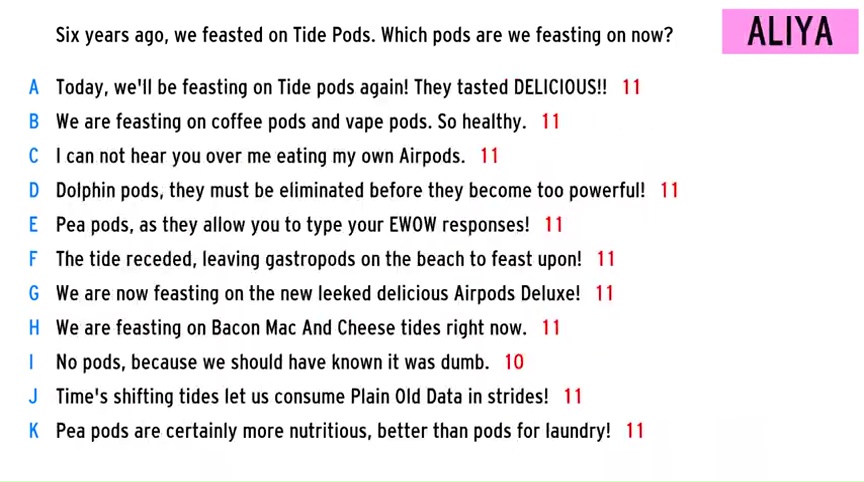 Six years ago, we feasted on Tide Pods. Which pods are we feasting on now?
ALIYA
A Today, we'll be feasting on Tide pods again! They tasted DELICIOUS!! 11
B We are feasting on coffee pods and vape pods. So healthy. 11
C I can not hear you over me eating my own Airpods. 11
D Dolphin pods, they must be eliminated before they become too powerful! 11
E Pea pods, as they allow you to type your EWOW responses! 11
F The tide receded, leaving gastropods on the beach to feast upon! 11
G We are now feasting on the new leeked delicious Airpods Deluxe! 11
H We are feasting on Bacon Mac And Cheese tides right now. 11
I No pods, because we should have known it was dumb. 10
J Time's shifting tides let us consume Plain Old Data in strides! 11
K Pea pods are certainly more nutritious, better than pods for laundry! 11